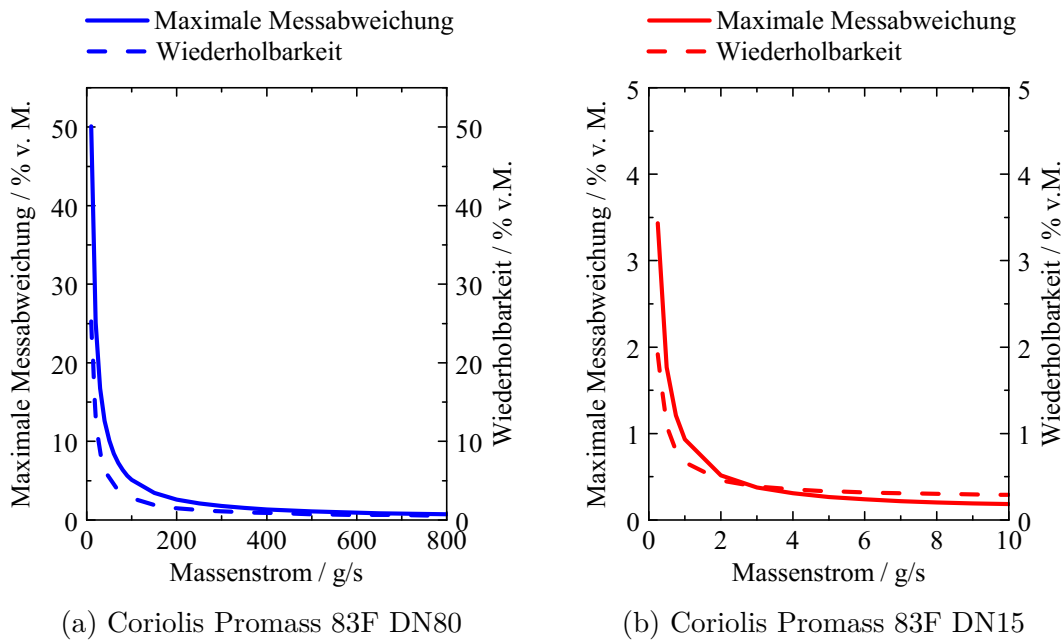 Maximale Messabweichung
Wiederholbarkeit
Maximale Messabweichung / % v. M.
50
40
30
20
10
0
50
40
30
20
10
0
Wiederholbarkeit / % v.M.
0
200
400
600
800
Massenstrom / g/s
(a) Coriolis Promass 83F DN80
Maximale Messabweichung
Wiederholbarkeit
Maximale Messabweichung / % v. M.
5
4
3
2
1
0
5
4
3
2
1
0
Wiederholbarkeit / % v.M.
0
2
4
6
8
10
Massenstrom / g/s
(b) Coriolis Promass 83F DN15